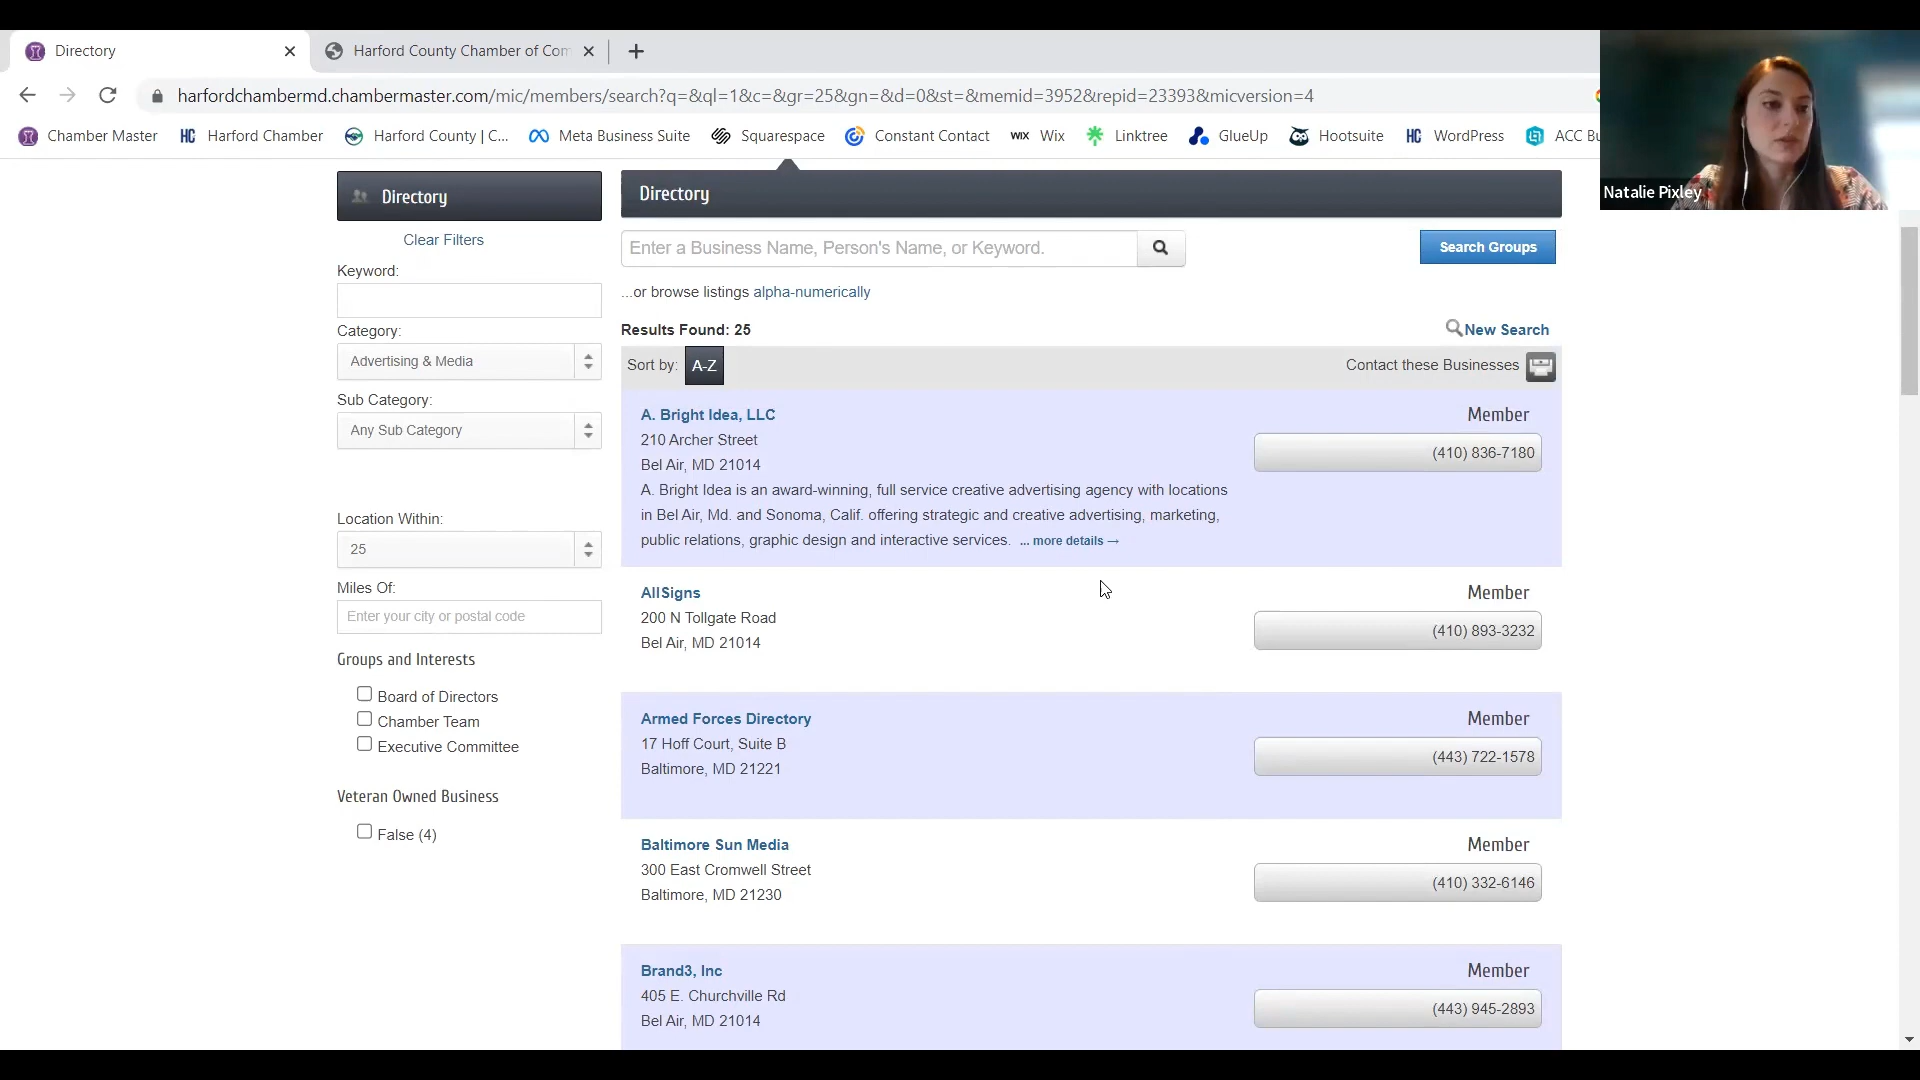 Directory
Harford County Chamber of Com
harfordchambermd.chambermaster.com/mic/members/search?q=&ql=1&c=&gr=25&gn=&d=0&st=&memid=3952&repid=23393&micversion=4
Chamber Master
HC Harford Chamber
Harford County | C...
Meta Business Suite
Squarespace
Constant Contact
WIX Wix
Linktree
GlueUp
Hootsuite
HC WordPress
ACC Bu
Natalie Pixley
Directory
Clear Filters
Keyword:
Category:
Advertising & Media
Sub Category:
Any Sub Category
Location Within:
25
Miles Of:
Enter your city or postal code
Groups and Interests
Board of Directors
Chamber Team
Executive Committee
Veteran Owned Business
False (4)
Directory
Enter a Business Name, Person's Name, or Keyword.
Search Groups
...or browse listings alpha-numerically
Results Found: 25
New Search
Sort by: A-Z
Contact these Businesses
A. Bright Idea, LLC
Member
210 Archer Street
(410) 836-7180
Bel Air, MD 21014
A. Bright Idea is an award-winning, full service creative advertising agency with locations
in Bel Air, Md. and Sonoma, Calif. offering strategic and creative advertising, marketing,
public relations, graphic design and interactive services. ... more details →
AllSigns
Member
200 N Tollgate Road
(410) 893-3232
Bel Air, MD 21014
Armed Forces Directory
Member
17 Hoff Court, Suite B
(443) 722-1578
Baltimore, MD 21221
Baltimore Sun Media
Member
300 East Cromwell Street
(410) 332-6146
Baltimore, MD 21230
Brand3, Inc
Member
405 E. Churchville Rd
(443) 945-2893
Bel Air, MD 21014